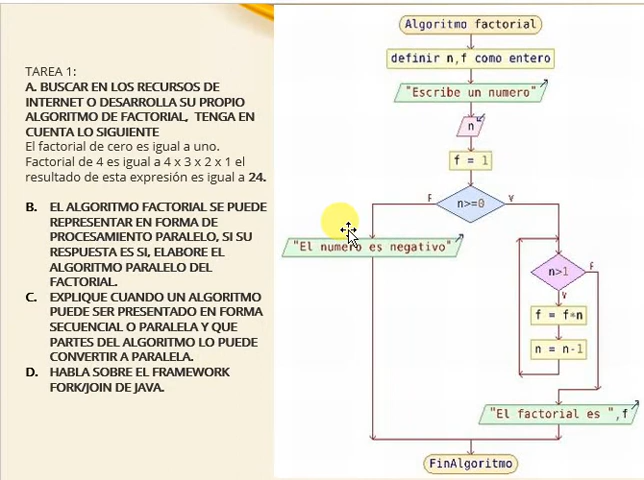 TAREA 1:
A. BUSCAR EN LOS RECURSOS DE
INTERNET O DESARROLLA SU PROPIO
ALGORITMO DE FACTORIAL, TENGA EN
CUENTA LO SIGUIENTE
El factorial de cero es igual a uno.
Factorial de 4 es igual a 4 x 3 x 2 x 1 el
resultado de esta expresión es igual a 24.
B. EL ALGORITMO FACTORIAL SE PUEDE
REPRESENTAR EN FORMA DE
PROCESAMIENTO PARALELO, SI SU
RESPUESTA ES SI, ELABORE EL
ALGORITMO PARALELO DEL
FACTORIAL.
C. EXPLIQUE CUANDO UN ALGORITMO
PUEDE SER PRESENTADO EN FORMA
SECUENCIAL O PARALELA Y QUE
PARTES DEL ALGORITMO LO PUEDE
CONVERTIR A PARALELA.
D. HABLA SOBRE EL FRAMEWORK
FORK/JOIN DE JAVA.
Algoritmo factorial
definir n,f como entero
"Escribe un numero"
n
f = 1
F n>=0 V
"El numero es negativo"
n>1 F
V
f = f*n
n = n-1
"El factorial es ",f
FinAlgoritmo